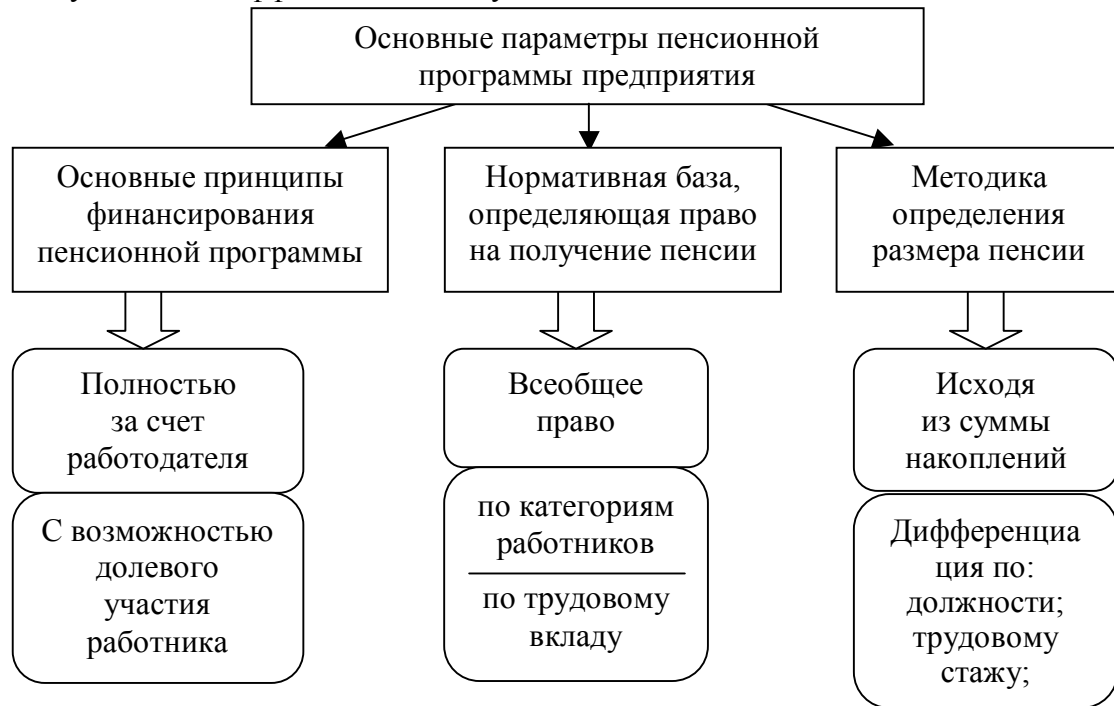 Основные параметры пенсионной
программы предприятия
Основные принципы
финансирования
пенсионной программы
Нормативная база,
определяющая право
на получение пенсии
Методика
определения
размера пенсии
Полностью
за счет
работодателя
Всеобщее
право
Исходя
из суммы
накоплений
С возможностью
долевого
участия
работника
по категориям
работников
по трудовому
вкладу
Дифференциа
ция по:
должности;
трудовому
стажу;